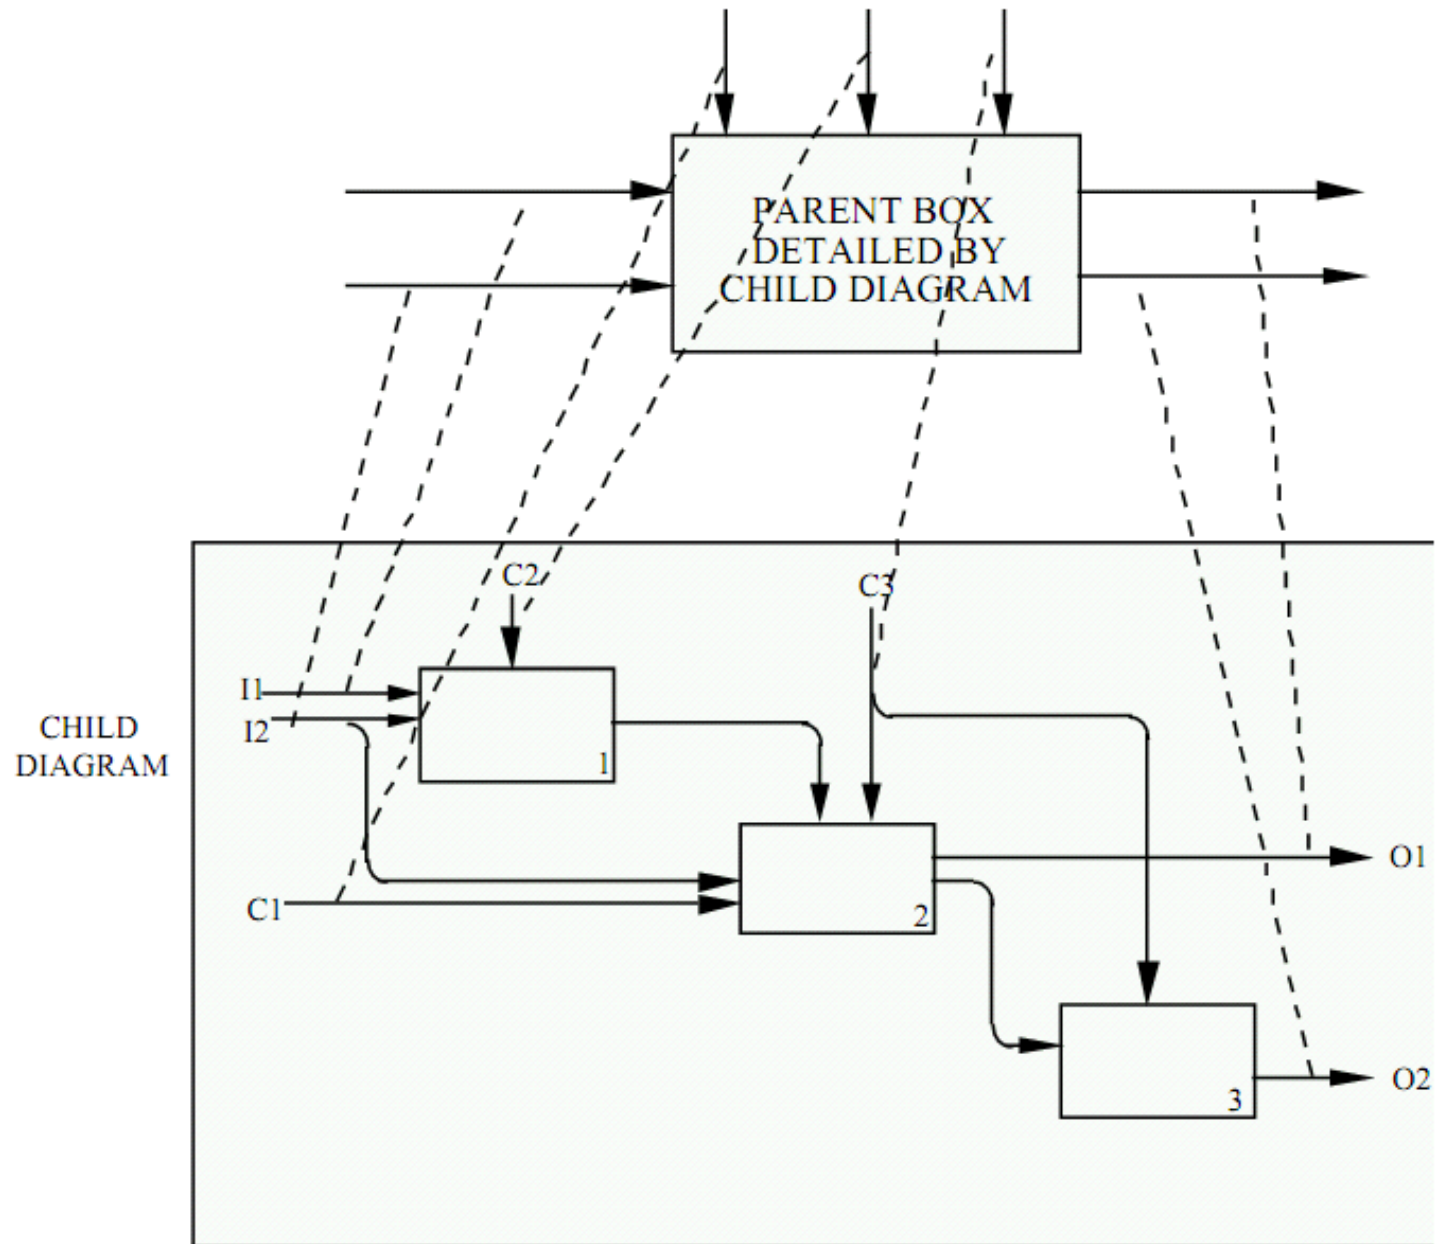 PARENT BOX
DETAILED BY
CHILD DIAGRAM
C2
C3
I1
I2
CHILD
DIAGRAM
1
O1
C1
2
O2
3